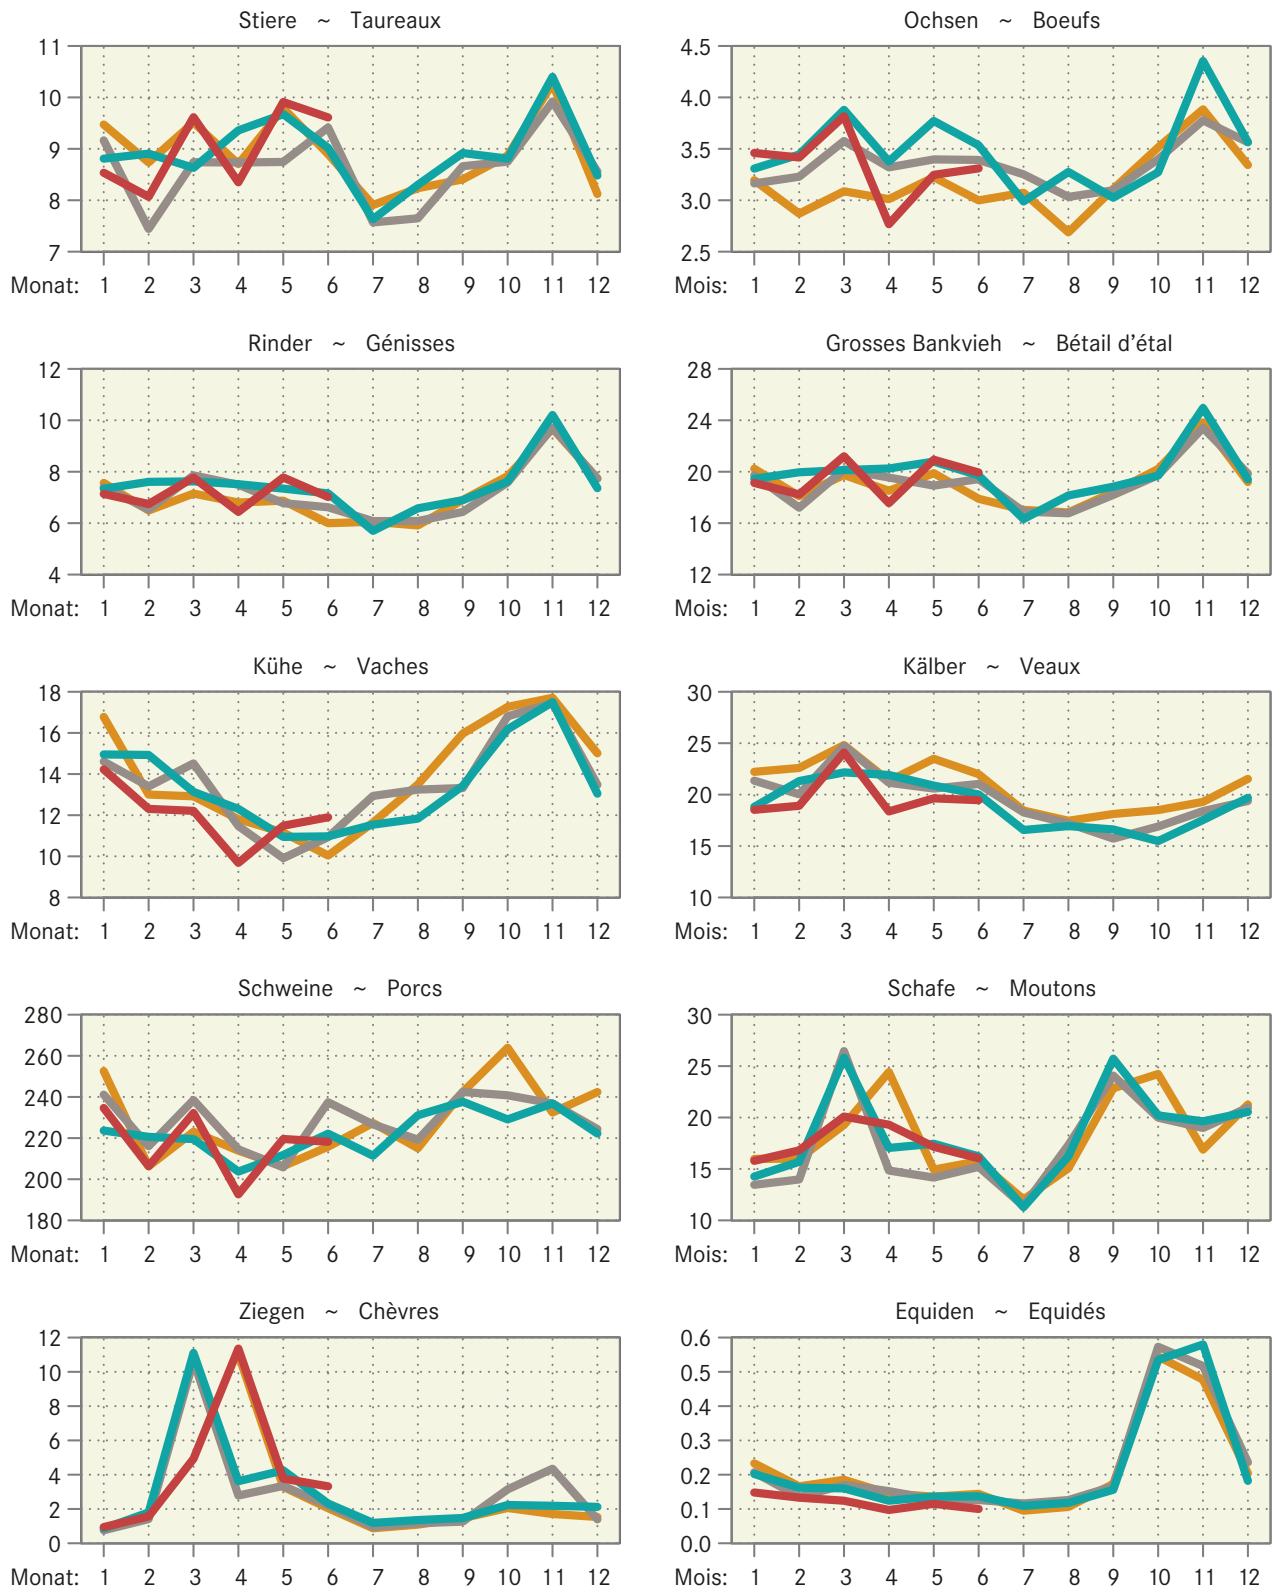 Stiere ~ Taureaux
11
10
9
8
7
Monat: 1 2 3 4 5 6 7 8 9 10 11 12
Ochsen ~ Boeufs
4.5
4.0
3.5
3.0
2.5
Mois: 1 2 3 4 5 6 7 8 9 10 11 12
Rinder ~ Génisses
12
10
8
6
4
Monat: 1 2 3 4 5 6 7 8 9 10 11 12
Grosses Bankvieh ~ Bétail d’étal
28
24
20
16
12
Mois: 1 2 3 4 5 6 7 8 9 10 11 12
Kühe ~ Vaches
18
16
14
12
10
8
Monat: 1 2 3 4 5 6 7 8 9 10 11 12
Kälber ~ Veaux
30
25
20
15
10
Mois: 1 2 3 4 5 6 7 8 9 10 11 12
Schweine ~ Porcs
280
260
240
220
200
180
Monat: 1 2 3 4 5 6 7 8 9 10 11 12
Schafe ~ Moutons
30
25
20
15
10
Mois: 1 2 3 4 5 6 7 8 9 10 11 12
Ziegen ~ Chèvres
12
10
8
6
4
2
0
Monat: 1 2 3 4 5 6 7 8 9 10 11 12
Equiden ~ Equidés
0.6
0.5
0.4
0.3
0.2
0.1
0.0
Mois: 1 2 3 4 5 6 7 8 9 10 11 12